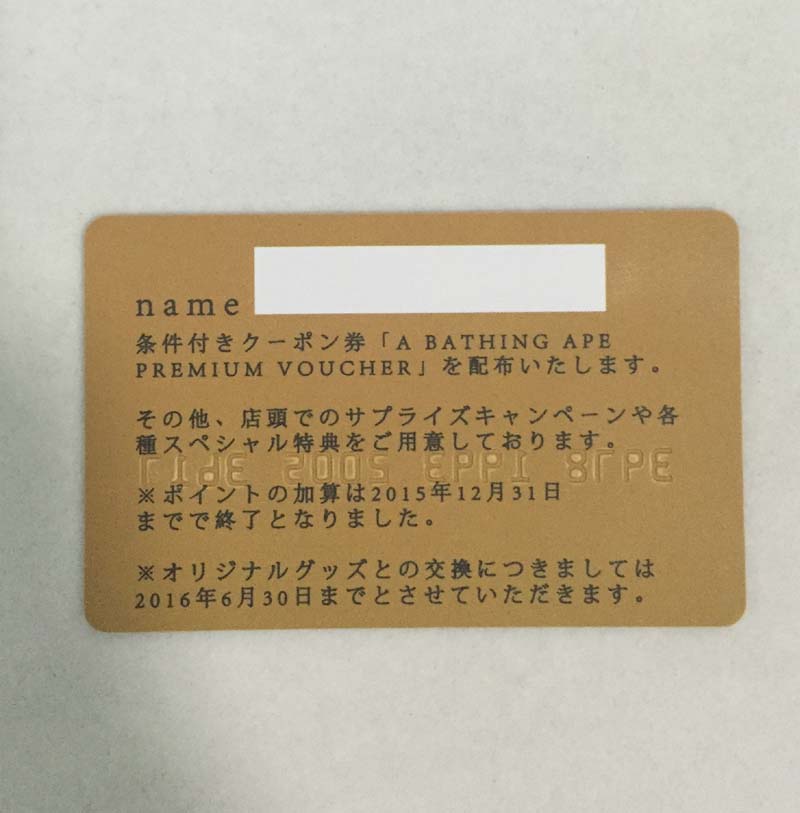 name
条件付きクーポン券「A BATHING APE
PREMIUM VOUCHER」を配布いたします。
その他、店頭でのサプライズキャンペーンや各
種スペシャル特典をご用意しております。
※ポイントの加算は2015年12月31日
までで終了となりました。
※オリジナルグッズとの交換につきましては
2016年6月30日までとさせていただきます。